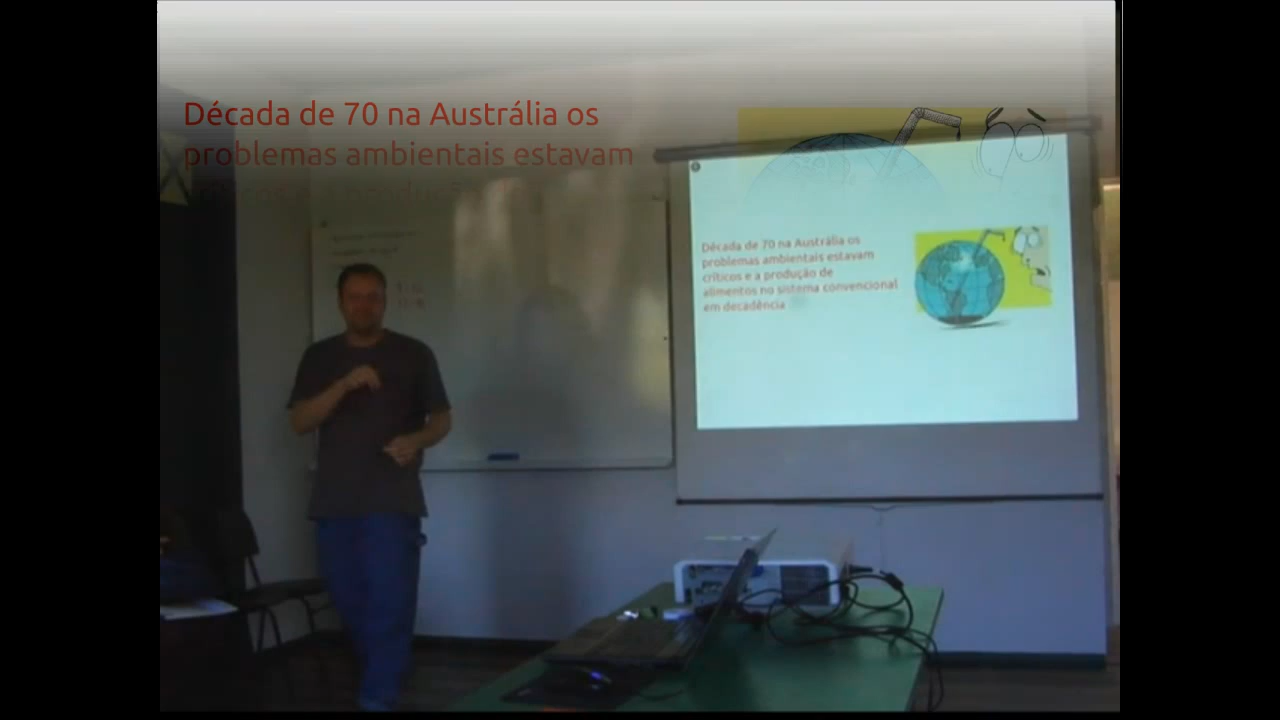 Década de 70 na Austrália os
problemas ambientais estavam
Década de 70 na Austrália os
problemas ambientais estavam
críticos e a produção de
alimentos no sistema convencional
em decadência